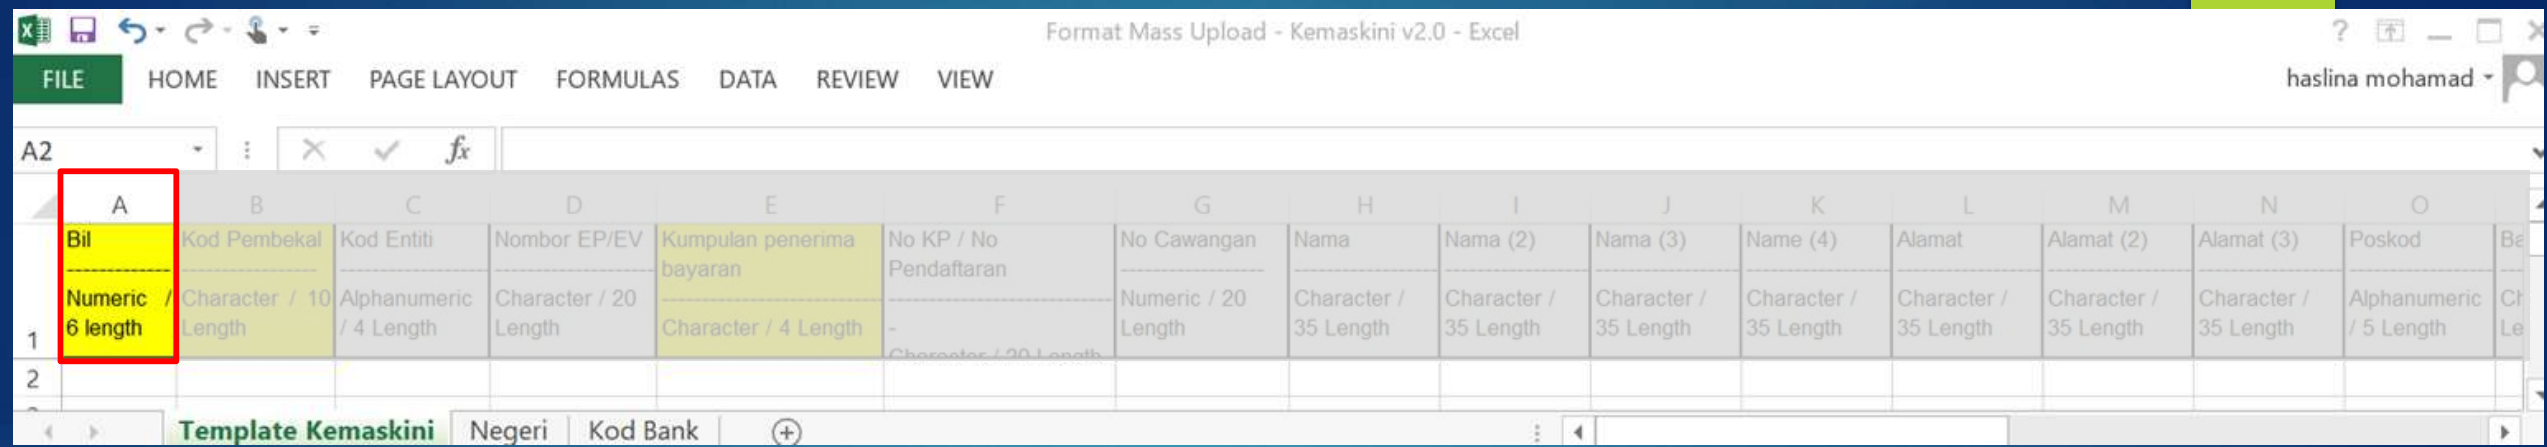 Format Mass Upload - Kemaskini v2.0 - Excel
FILE HOME INSERT PAGE LAYOUT FORMULAS DATA REVIEW VIEW
haslina mohamad
A2
fx
A B C D E F G H I J K L M N O
Bil
Numeric /
6 length
Kod Pembekal
Character / 10
Length
Kod Entiti
Alphanumeric
/ 4 Length
Nombor EP/EV
Character / 20
Length
Kumpulan penerima
bayaran
Character / 4 Length
No KP / No
Pendaftaran
-
Character / 20 Length
No Cawangan
Numeric / 20
Length
Nama
Character /
35 Length
Nama (2)
Character /
35 Length
Nama (3)
Character /
35 Length
Name (4)
Character /
35 Length
Alamat
Character /
35 Length
Alamat (2)
Character /
35 Length
Alamat (3)
Character /
35 Length
Poskod
Alphanumeric
/ 5 Length
1
2
Template Kemaskini Negeri Kod Bank